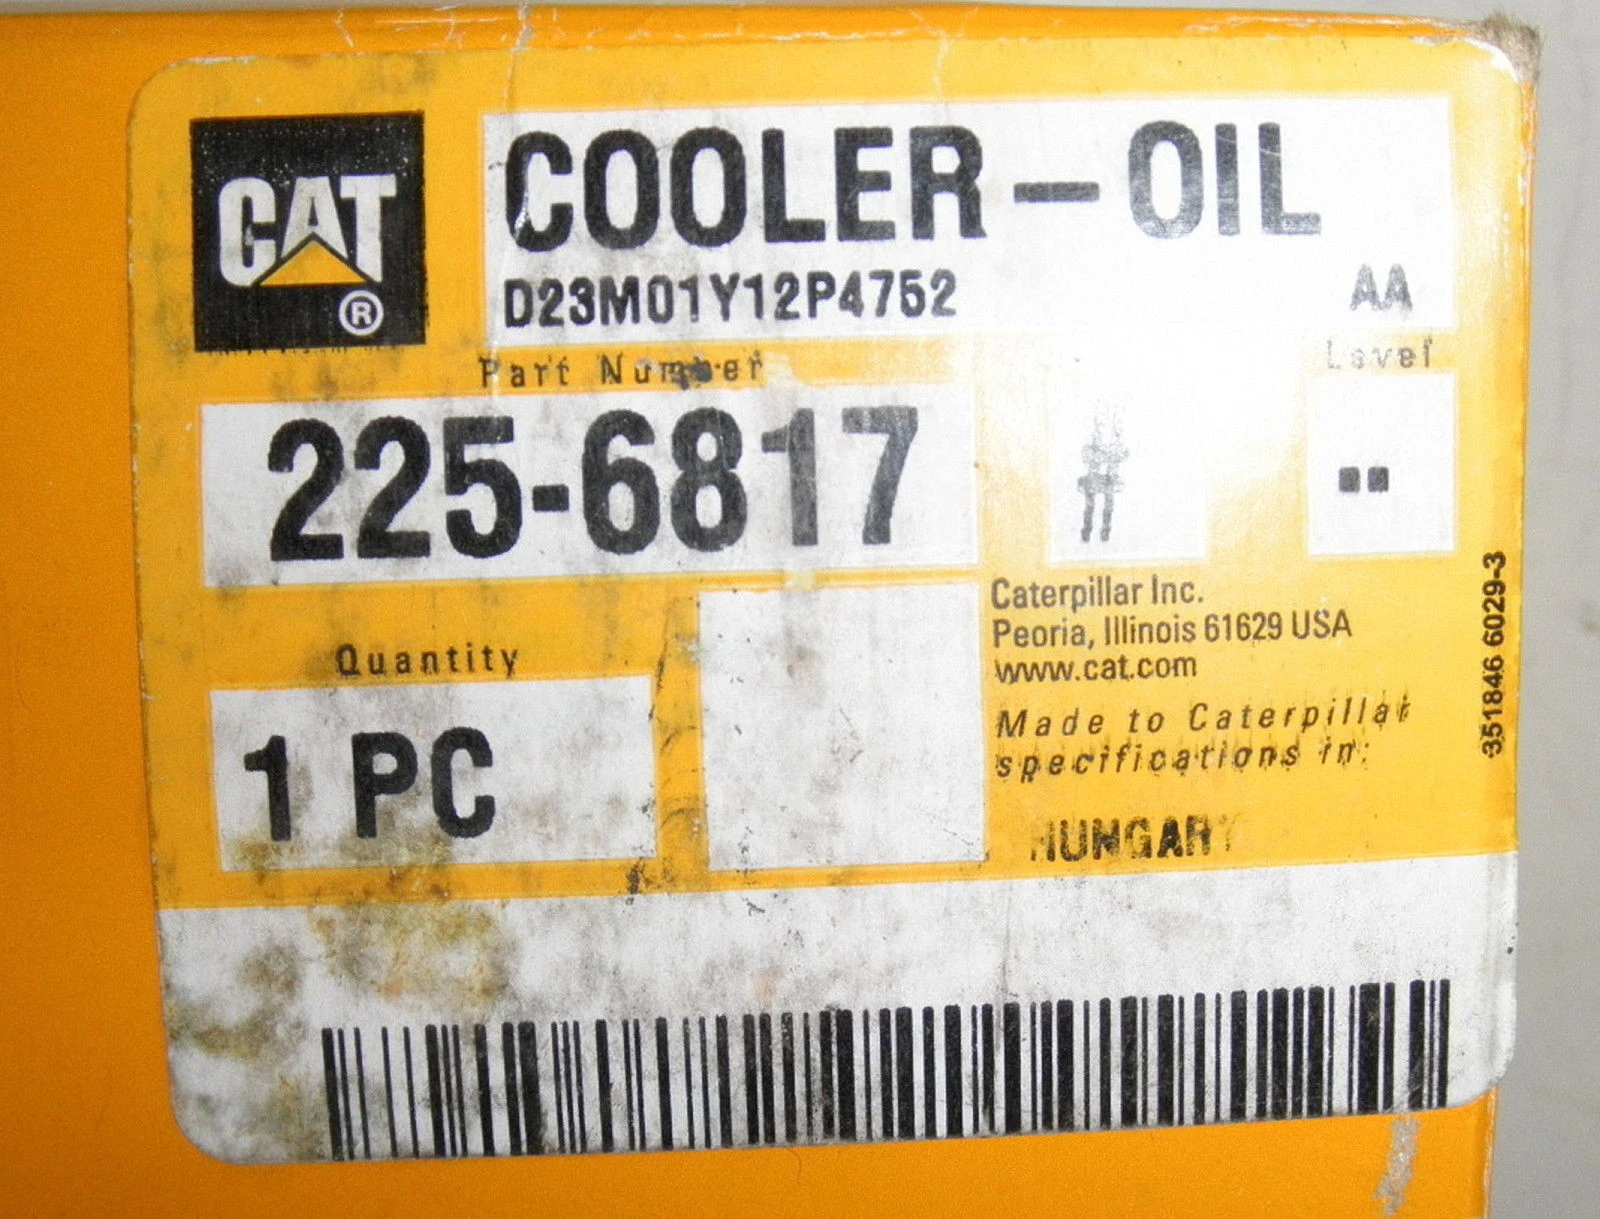 CAT
®
COOLER-OIL
D23M01Y12P4752 AA
Part Number Level
225-6817
#
--
Caterpillar Inc.
Peoria, Illinois 61629 USA
www.cat.com
Made to Caterpillar
specifications in:
HUNGARY
Quantity
1 PC
351846 6029-3